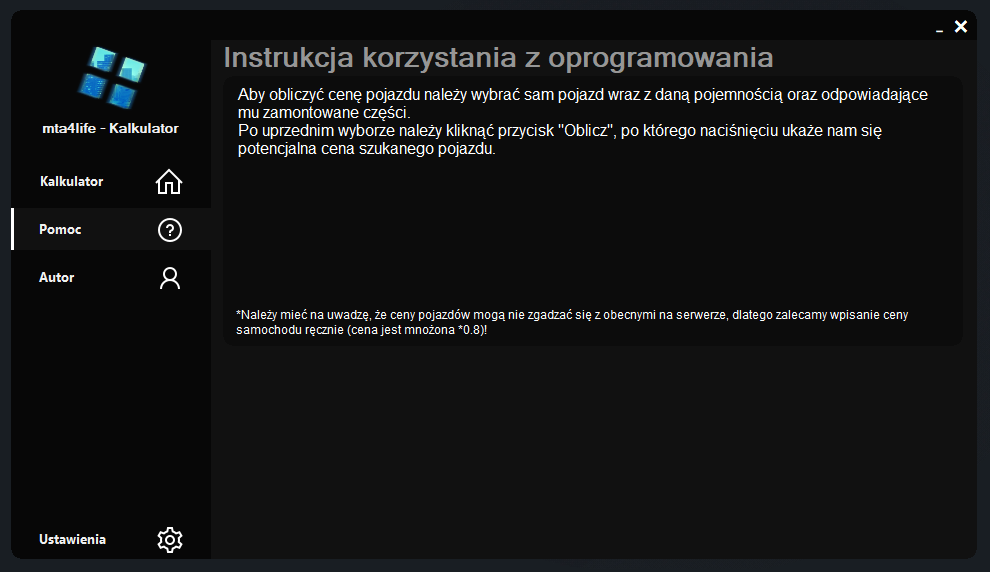 Instrukcja korzystania z oprogramowania
mta4life - Kalkulator
Kalkulator
Pomoc
Autor
Ustawienia
Aby obliczyć cenę pojazdu należy wybrać sam pojazd wraz z daną pojemnością oraz odpowiadające
mu zamontowane części.
Po uprzednim wyborze należy kliknąć przycisk "Oblicz", po którego naciśnięciu ukaże nam się
potencjalna cena szukanego pojazdu.
*Należy mieć na uwadzę, że ceny pojazdów mogą nie zgadzać się z obecnymi na serwerze, dlatego zalecamy wpisanie ceny
samochodu ręcznie (cena jest mnożona *0.8)!